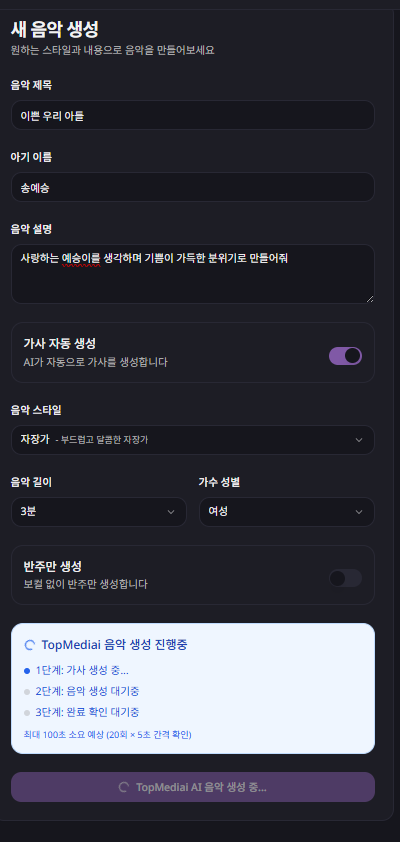 새 음악 생성
원하는 스타일과 내용으로 음악을 만들어보세요
음악 제목
이쁜 우리 아들
아기 이름
송예승
음악 설명
사랑하는 예승이를 생각하며 기쁨이 가득한 분위기로 만들어줘
가사 자동 생성
AI가 자동으로 가사를 생성합니다
음악 스타일
자장가 - 부드럽고 달콤한 자장가
음악 길이 가수 성별
3분 여성
반주만 생성
보컬 없이 반주만 생성합니다
TopMediai 음악 생성 진행중
1단계: 가사 생성 중...
2단계: 음악 생성 대기중
3단계: 완료 확인 대기중
최대 100초 소요 예상 (20회 × 5초 간격 확인)
TopMediai AI 음악 생성 중...